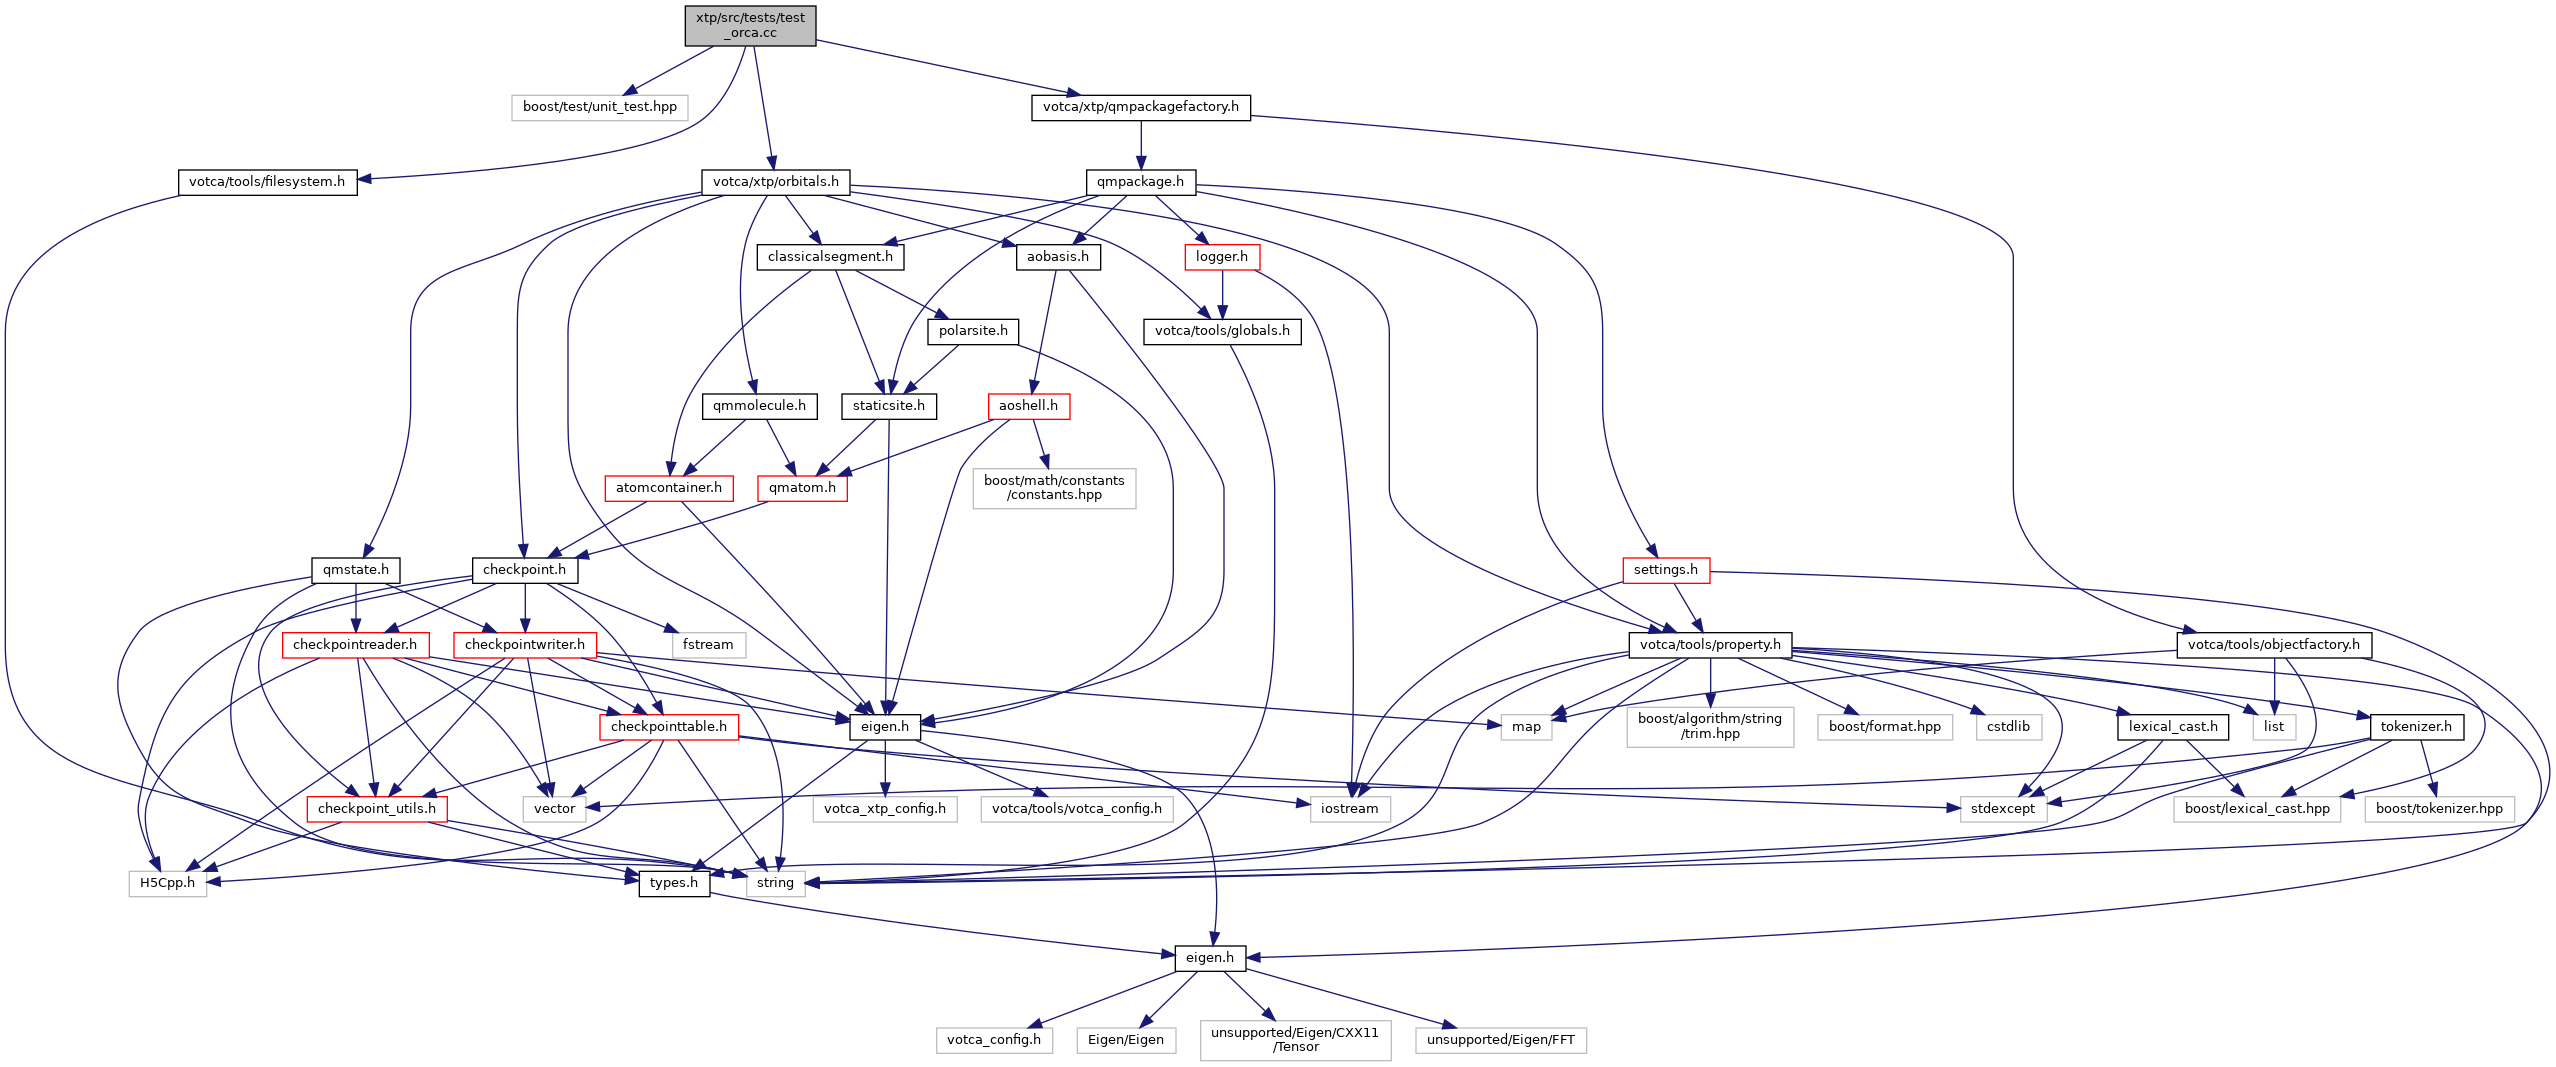 xtp/src/tests/test
_orca.cc
boost/test/unit_test.hpp
votca/xtp/qmpackagefactory.h
votca/tools/filesystem.h
votca/xtp/orbitals.h
qmpackage.h
classicalsegment.h
aobasis.h
logger.h
polarsite.h
votca/tools/globals.h
qmmolecule.h
staticsite.h
aoshell.h
atomcontainer.h
qmatom.h
boost/math/constants
/constants.hpp
qmstate.h
checkpoint.h
settings.h
checkpointreader.h
checkpointwriter.h
fstream
votca/tools/property.h
votca/tools/objectfactory.h
checkpointtable.h
eigen.h
map
boost/algorithm/string
/trim.hpp
boost/format.hpp
cstdlib
lexical_cast.h
list
tokenizer.h
checkpoint_utils.h
vector
votca_xtp_config.h
votca/tools/votca_config.h
iostream
stdexcept
boost/lexical_cast.hpp
boost/tokenizer.hpp
H5Cpp.h
types.h
string
eigen.h
votca_config.h
Eigen/Eigen
unsupported/Eigen/CXX11
/Tensor
unsupported/Eigen/FFT